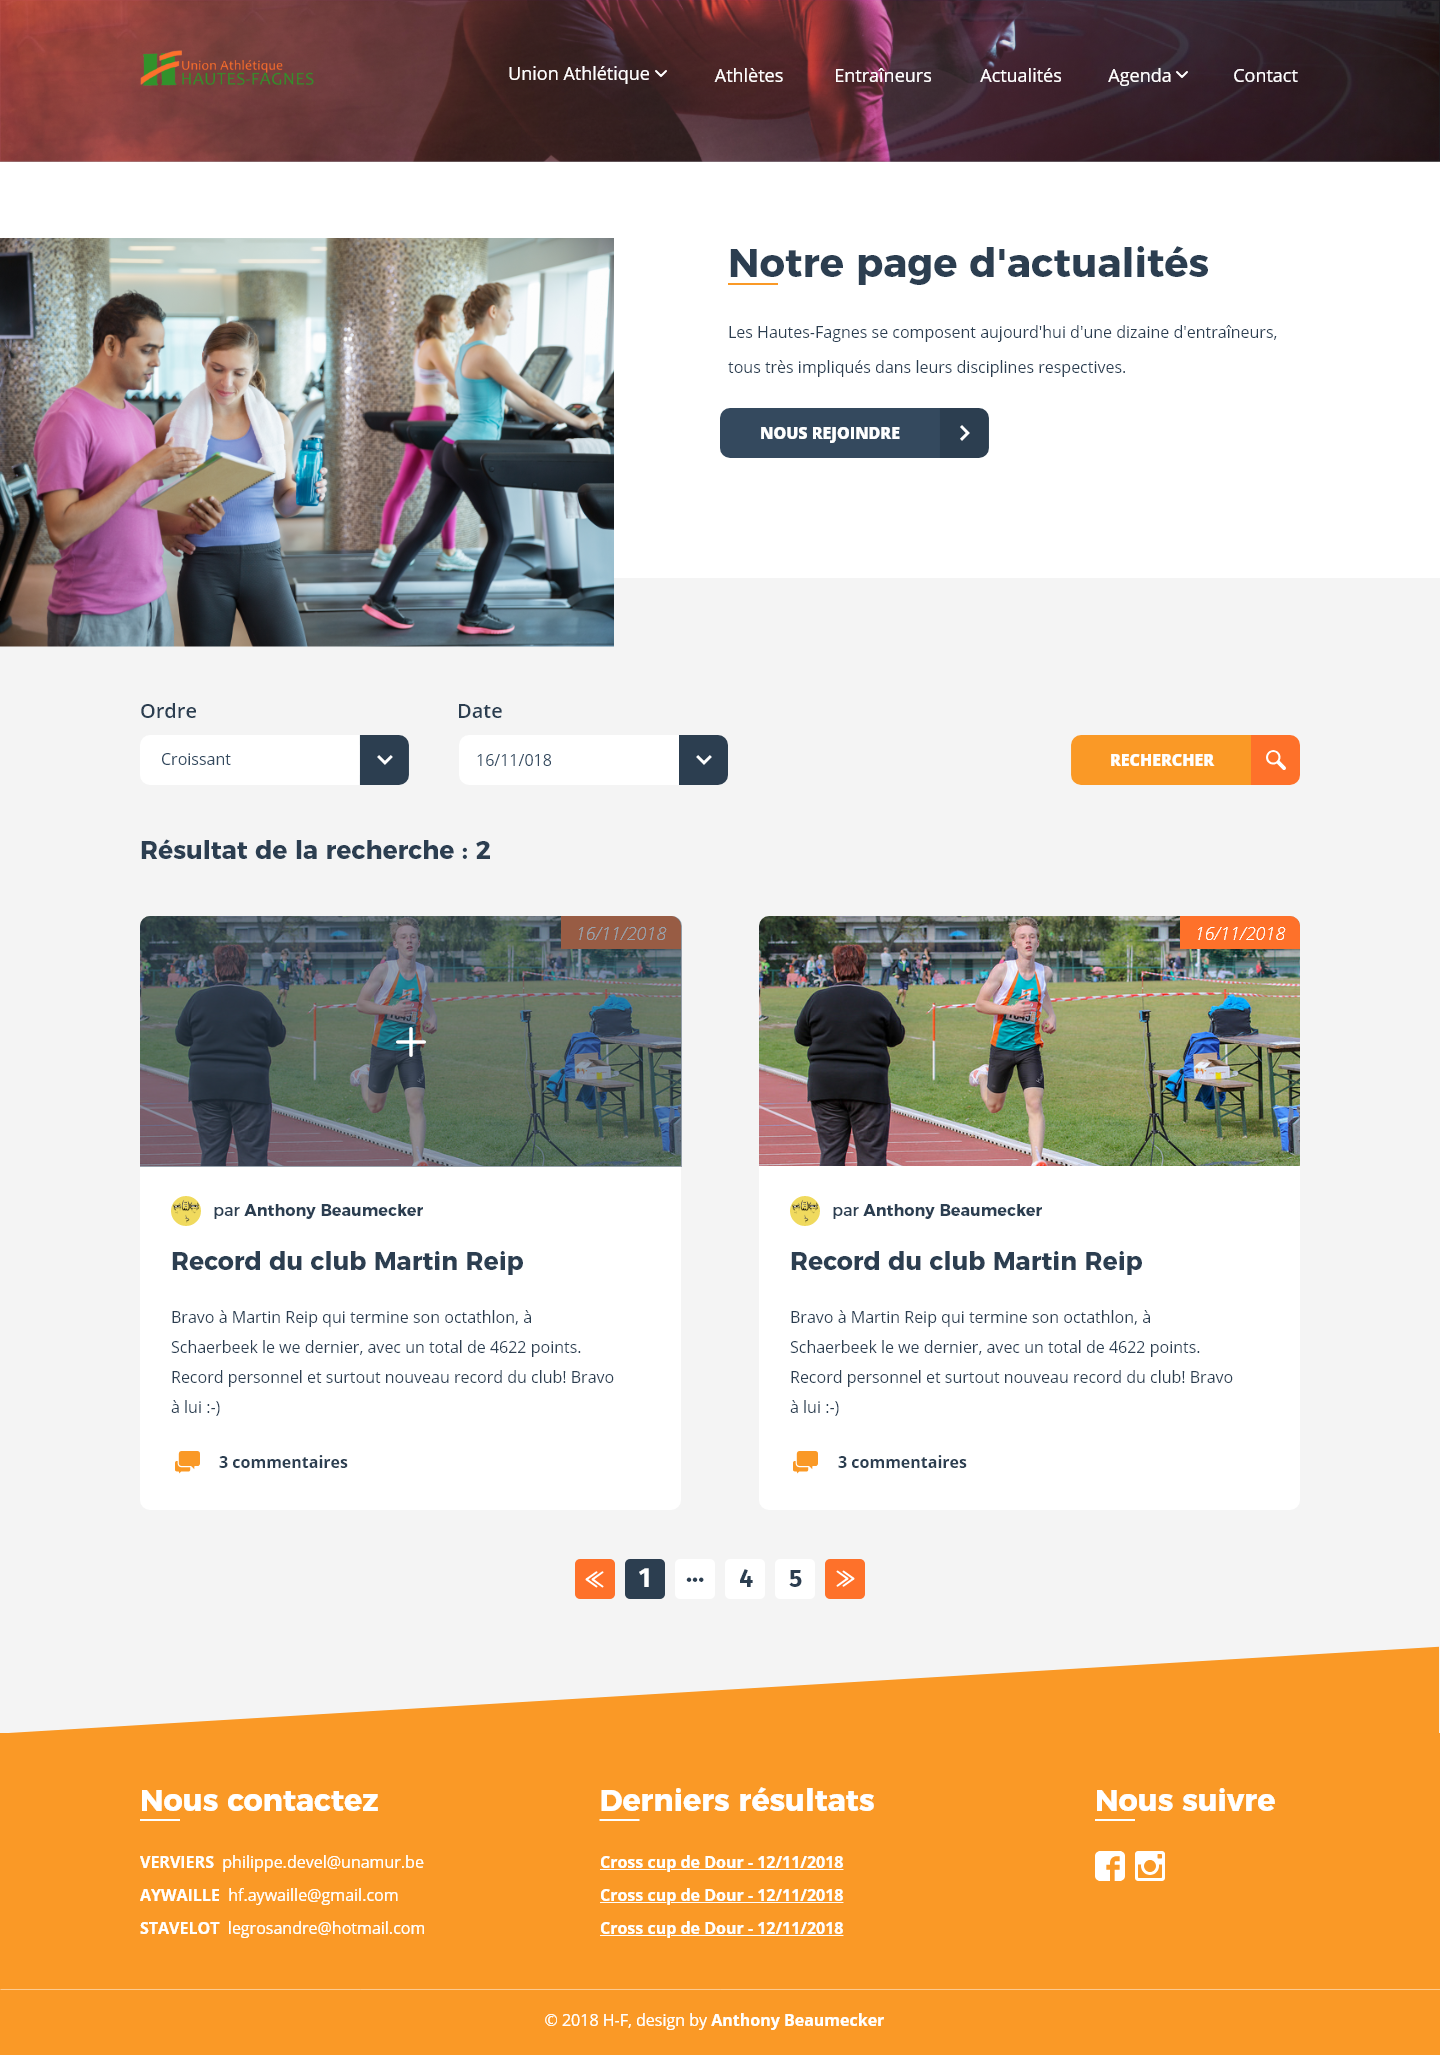 Union Athlétique
HAUTES-FAGNES
Union Athlétique
Athlètes
Entraîneurs
Actualités
Agenda
Contact
Notre page d'actualités
Les Hautes-Fagnes se composent aujourd'hui d'une dizaine d'entraîneurs,
tous très impliqués dans leurs disciplines respectives.
NOUS REJOINDRE
Ordre
Date
Croissant
16/11/018
RECHERCHER
Résultat de la recherche : 2
16/11/2018
par Anthony Beaumecker
Record du club Martin Reip
Bravo à Martin Reip qui termine son octathlon, à
Schaerbeek le we dernier, avec un total de 4622 points.
Record personnel et surtout nouveau record du club! Bravo
à lui :-)
3 commentaires
16/11/2018
par Anthony Beaumecker
Record du club Martin Reip
Bravo à Martin Reip qui termine son octathlon, à
Schaerbeek le we dernier, avec un total de 4622 points.
Record personnel et surtout nouveau record du club! Bravo
à lui :-)
3 commentaires
1 ... 4 5
Nous contactez
VERVIERS philippe.devel@unamur.be
AYWAILLE hf.aywaille@gmail.com
STAVELOT legrosandre@hotmail.com
Derniers résultats
Cross cup de Dour - 12/11/2018
Cross cup de Dour - 12/11/2018
Cross cup de Dour - 12/11/2018
Nous suivre
© 2018 H-F, design by Anthony Beaumecker